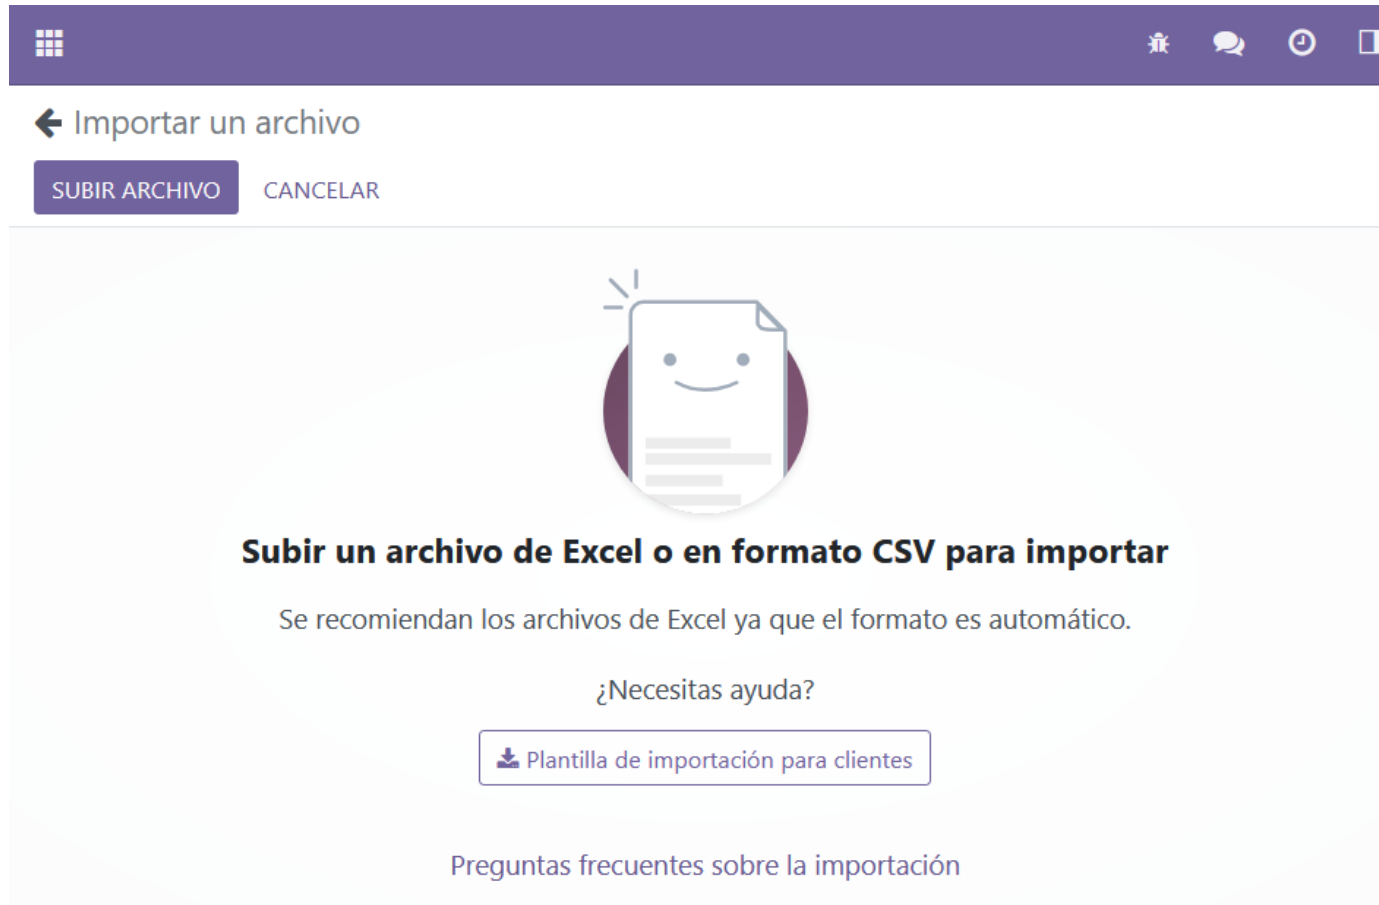 Importar un archivo
SUBIR ARCHIVO CANCELAR
Subir un archivo de Excel o en formato CSV para importar
Se recomiendan los archivos de Excel ya que el formato es automático.
¿Necesitas ayuda?
Plantilla de importación para clientes
Preguntas frecuentes sobre la importación